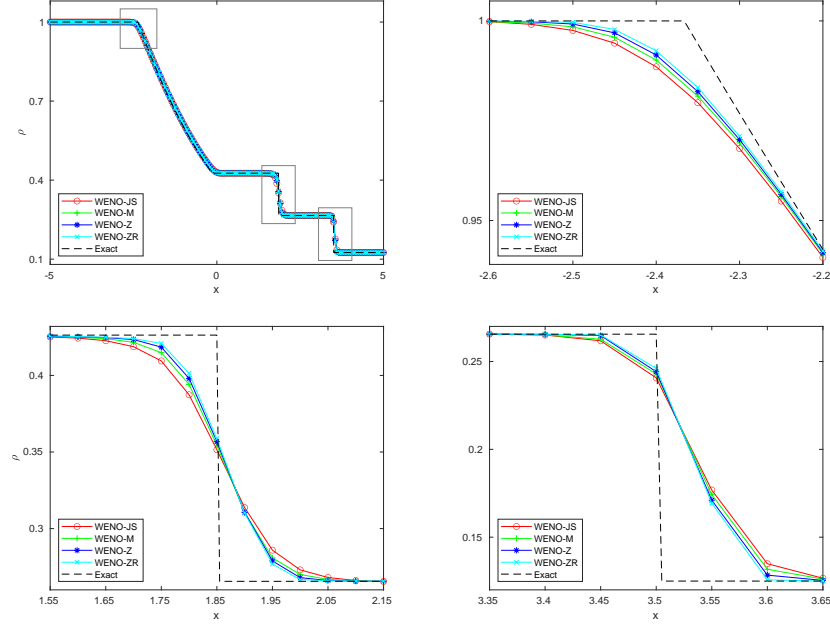 1
0.7
0.4
0.1
ρ
-5
0
5
x
WENO-JS
WENO-M
WENO-Z
WENO-ZR
Exact
1
0.95
-2.6
-2.5
-2.4
-2.3
-2.2
x
WENO-JS
WENO-M
WENO-Z
WENO-ZR
Exact
0.4
0.35
0.3
ρ
1.55
1.65
1.75
1.85
1.95
2.05
2.15
x
WENO-JS
WENO-M
WENO-Z
WENO-ZR
Exact
0.25
0.2
0.15
3.35
3.4
3.45
3.5
3.55
3.6
3.65
x
WENO-JS
WENO-M
WENO-Z
WENO-ZR
Exact